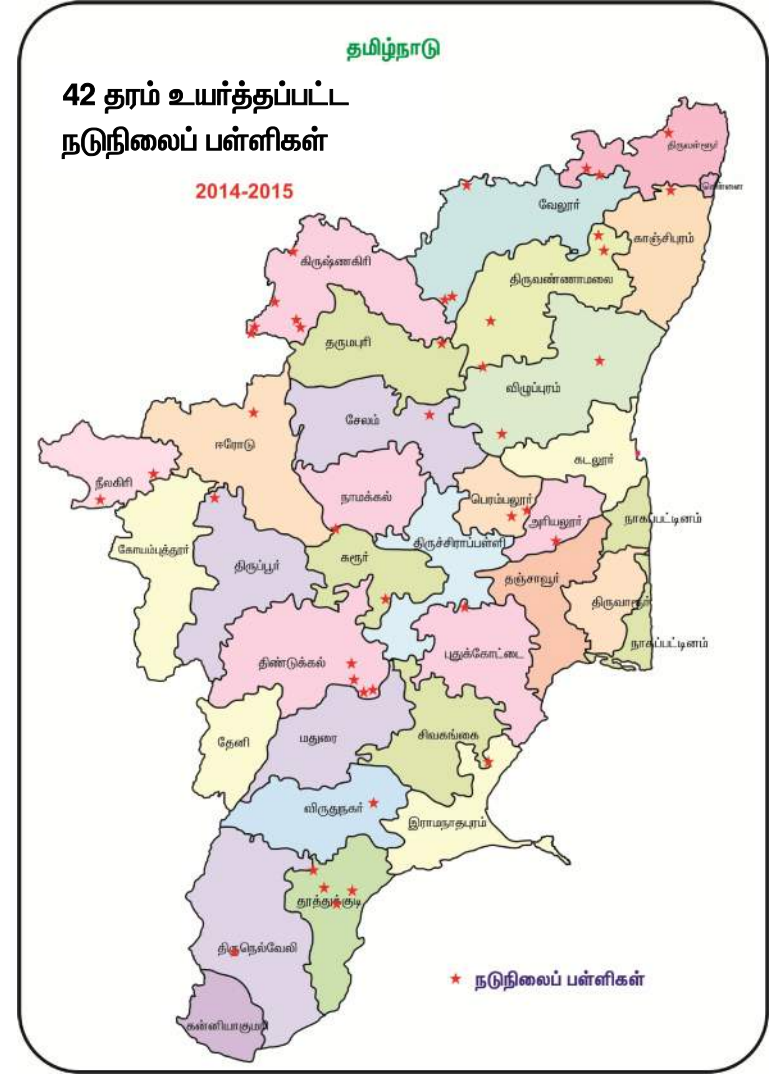 தமிழ்நாடு
42 தரம் உயர்த்தப்பட்ட
நடுநிலைப் பள்ளிகள்
2014-2015
திருவள்ளூர்
சென்னை
வேலூர்
காஞ்சிபுரம்
கிருஷ்ணகிரி
திருவண்ணாமலை
தருமபுரி
விழுப்புரம்
சேலம்
ஈரோடு
கடலூர்
நீலகிரி
நாமக்கல்
பெரம்பலூர்
அரியலூர்
நாகப்பட்டினம்
கோயம்புத்தூர்
திருச்சிராப்பள்ளி
கரூர்
திருப்பூர்
தஞ்சாவூர்
திருவாரூர்
திண்டுக்கல்
புதுக்கோட்டை
நாகப்பட்டினம்
தேனி
மதுரை
சிவகங்கை
விருதுநகர்
இராமநாதபுரம்
தூத்துக்குடி
திருநெல்வேலி
நடுநிலைப் பள்ளிகள்
கன்னியாகுமரி